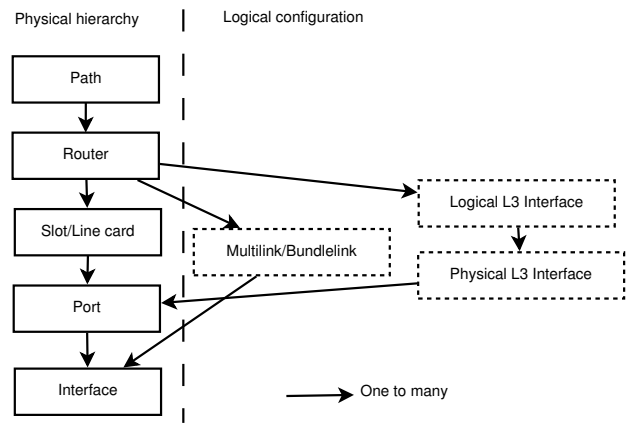 Physical hierarchy
Logical configuration
Path
Router
Logical L3 Interface
Slot/Line card
Multilink/Bundlelink
Physical L3 Interface
Port
Interface
One to many